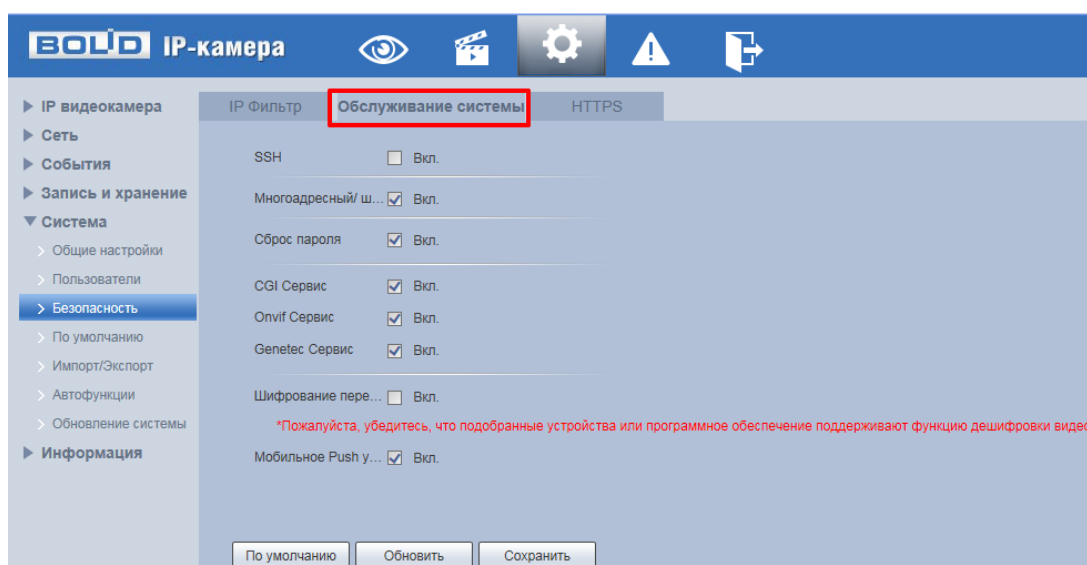 BOLID IP-камера
IP видеокамера
Сеть
События
Запись и хранение
Система
Общие настройки
Пользователи
Безопасность
По умолчанию
Импорт/Экспорт
Автофункции
Обновление системы
Информация
IP Фильтр Обслуживание системы HTTPS
SSH Вкл.
Многоадресный/ ш... Вкл.
Сброс пароля Вкл.
CGI Сервис Вкл.
Onvif Сервис Вкл.
Genetec Сервис Вкл.
Шифрование пере... Вкл.
*Пожалуйста, убедитесь, что подобранные устройства или программное обеспечение поддерживают функцию дешифровки видео
Мобильное Push у... Вкл.
По умолчанию Обновить Сохранить